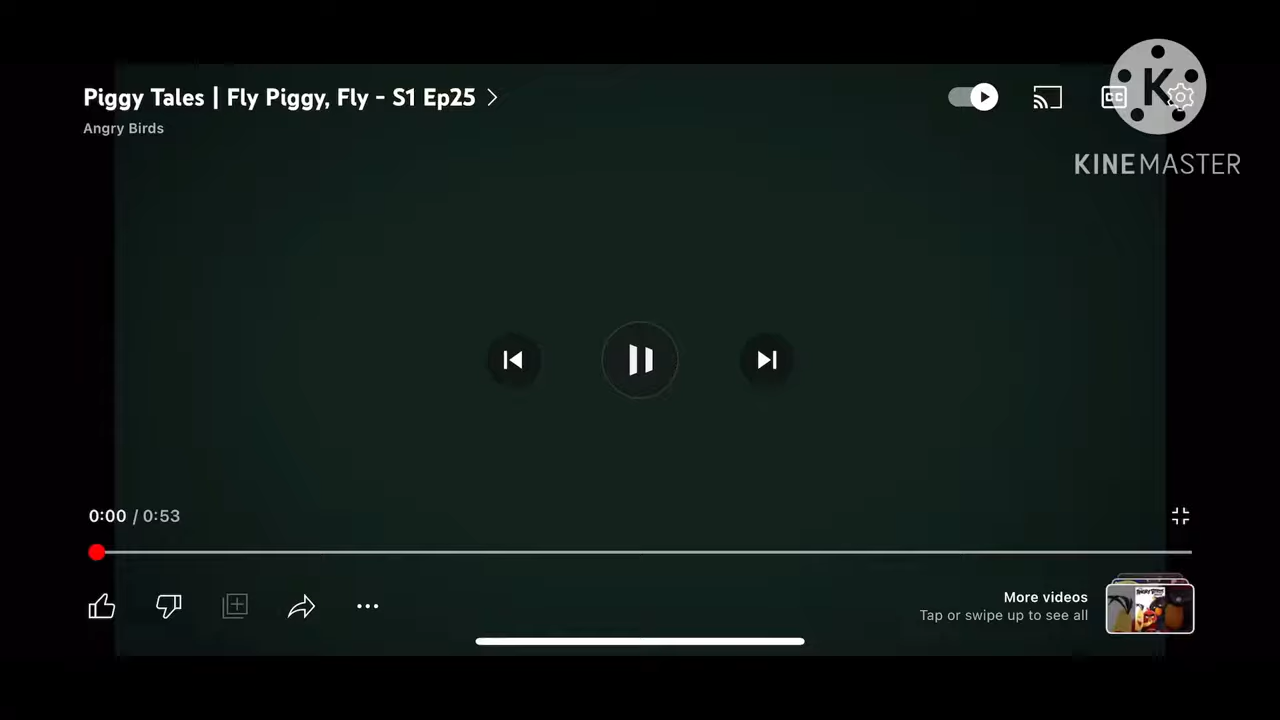 Piggy Tales | Fly Piggy, Fly - S1 Ep25
Angry Birds
CC
K
KINEMASTER
0:00 / 0:53
More videos
Tap or swipe up to see all